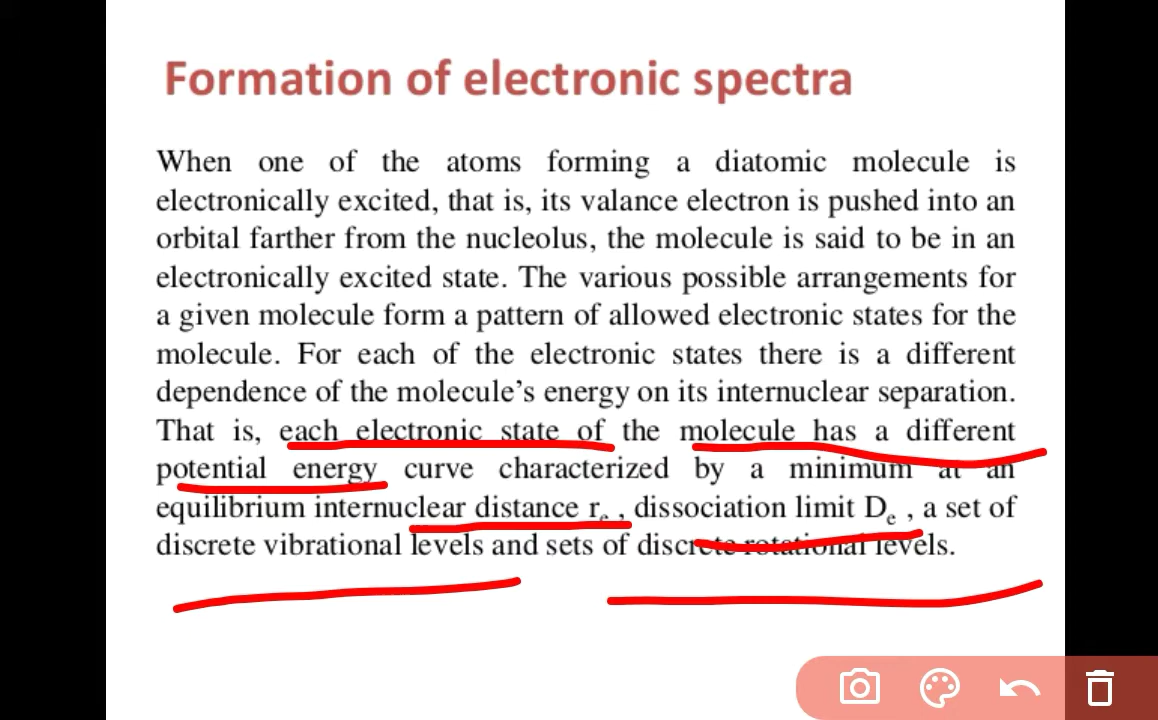 Formation of electronic spectra
When one of the atoms forming a diatomic molecule is
electronically excited, that is, its valance electron is pushed into an
orbital farther from the nucleolus, the molecule is said to be in an
electronically excited state. The various possible arrangements for
a given molecule form a pattern of allowed electronic states for the
molecule. For each of the electronic states there is a different
dependence of the molecule’s energy on its internuclear separation.
That is, each electronic state of the molecule has a different
potential energy curve characterized by a minimum at an
equilibrium internuclear distance rₑ , dissociation limit Dₑ , a set of
discrete vibrational levels and sets of discrete rotational levels.